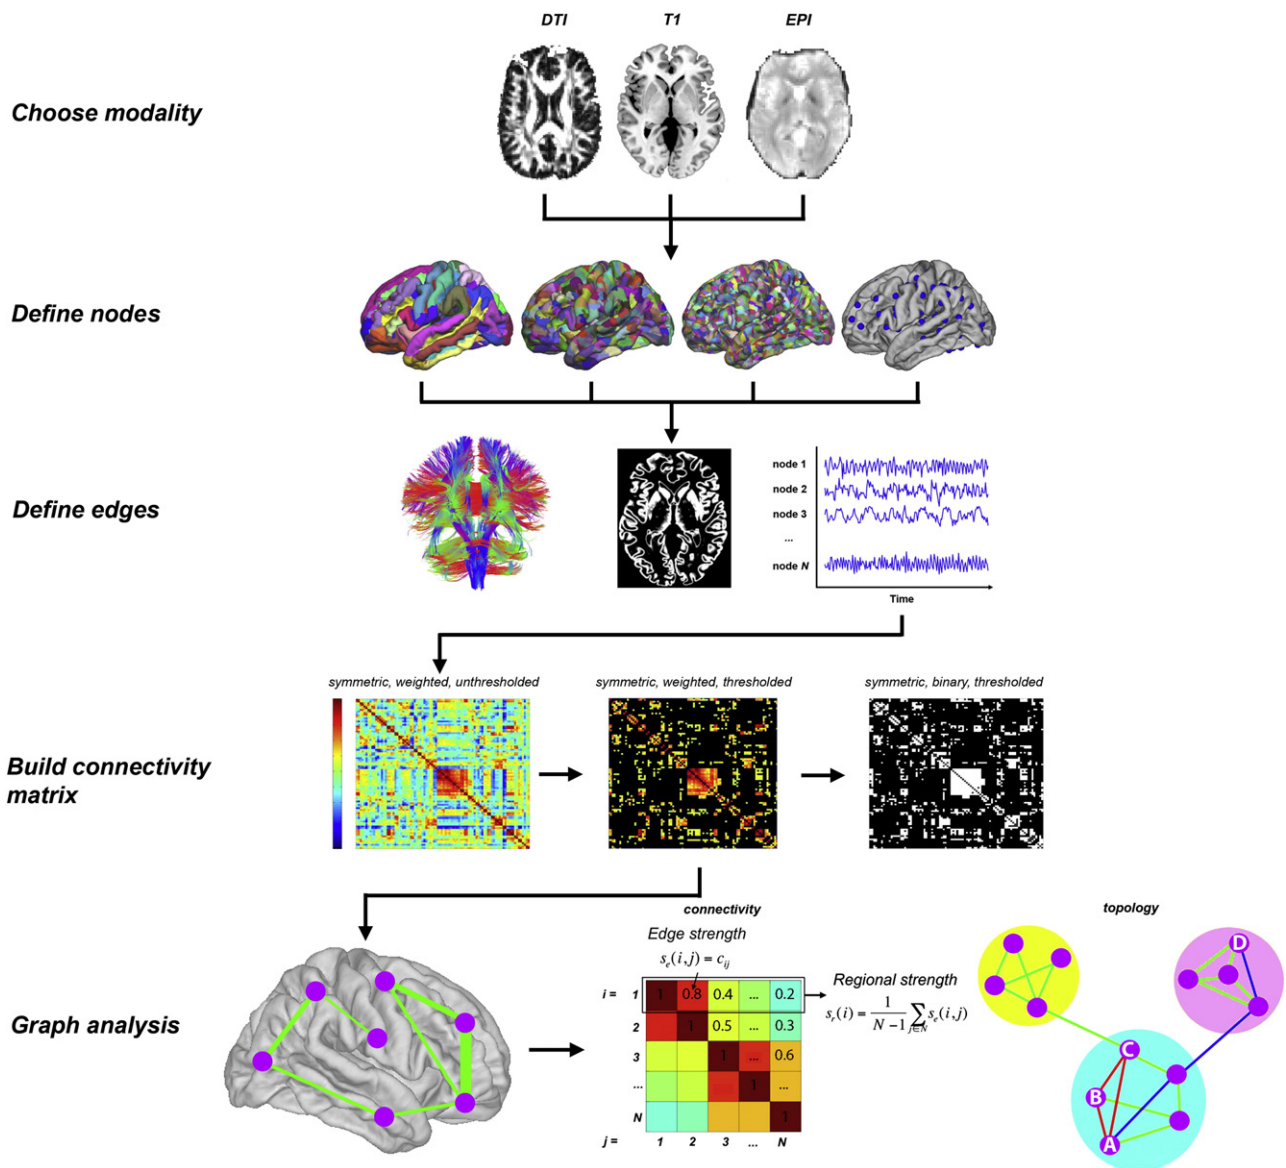 DTI T1 EPI
Choose modality
Define nodes
Define edges
node 1
node 2
node 3
...
node N
Time
symmetric, weighted, unthresholded symmetric, weighted, thresholded symmetric, binary, thresholded
Build connectivity
matrix
connectivity topology
Edge strength
s_e(i,j) = c_ij
Regional strength
s_r(i) = \frac{1}{N-1} \sum_{j∈N} s_e(i,j)
Graph analysis
i = 1 1 0.8 0.4 ... 0.2
2 1 0.5 ... 0.3
3 1 ... 0.6
... 1 ...
N 1
j = 1 2 3 ... N
D
C
B
A